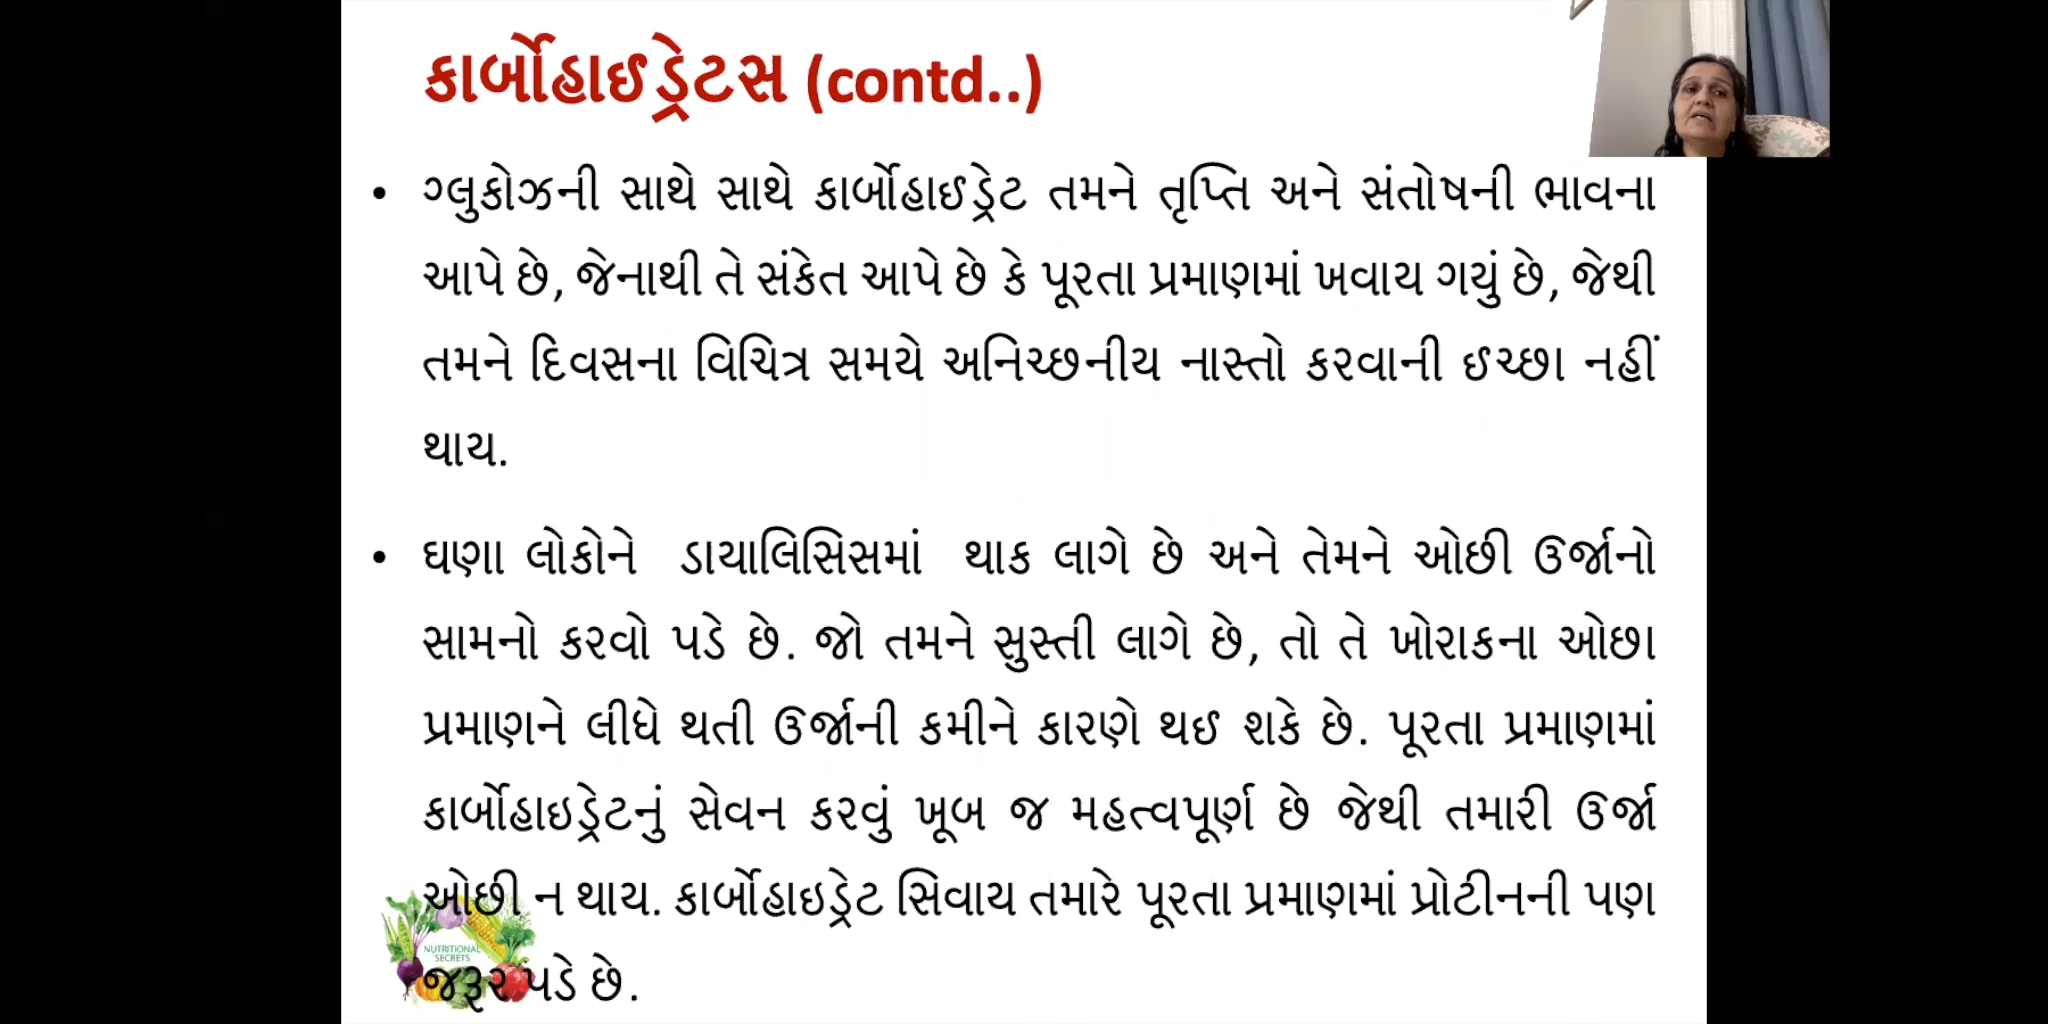 કાર્બોહાઈડ્રેટસ (contd..)
• ગ્લુકોઝની સાથે સાથે કાર્બોહાઈડ્રેટ તમને તૃપ્તિ અને સંતોષની ભાવના
આપે છે, જેનાથી તે સંકેત આપે છે કે પૂરતા પ્રમાણમાં ખવાય ગયું છે, જેથી
તમને દિવસના વિચિત્ર સમયે અનિચ્છનીય નાસ્તો કરવાની ઈચ્છા નહીં
થાય.
• ઘણા લોકોને ડાયાલિસિસમાં થાક લાગે છે અને તેમને ઓછી ઉર્જાનો
સામનો કરવો પડે છે. જો તમને સુસ્તી લાગે છે, તો તે ખોરાકના ઓછા
પ્રમાણને લીધે થતી ઉર્જાની કમીને કારણે થઈ શકે છે. પૂરતા પ્રમાણમાં
કાર્બોહાઇડ્રેટનું સેવન કરવું ખૂબ જ મહત્વપૂર્ણ છે જેથી તમારી ઉર્જા
ઓછી ન થાય. કાર્બોહાઇડ્રેટ સિવાય તમારે પૂરતા પ્રમાણમાં પ્રોટીનની પણ
જરૂર પડે છે.
NUTRITIONAL
SECRETS